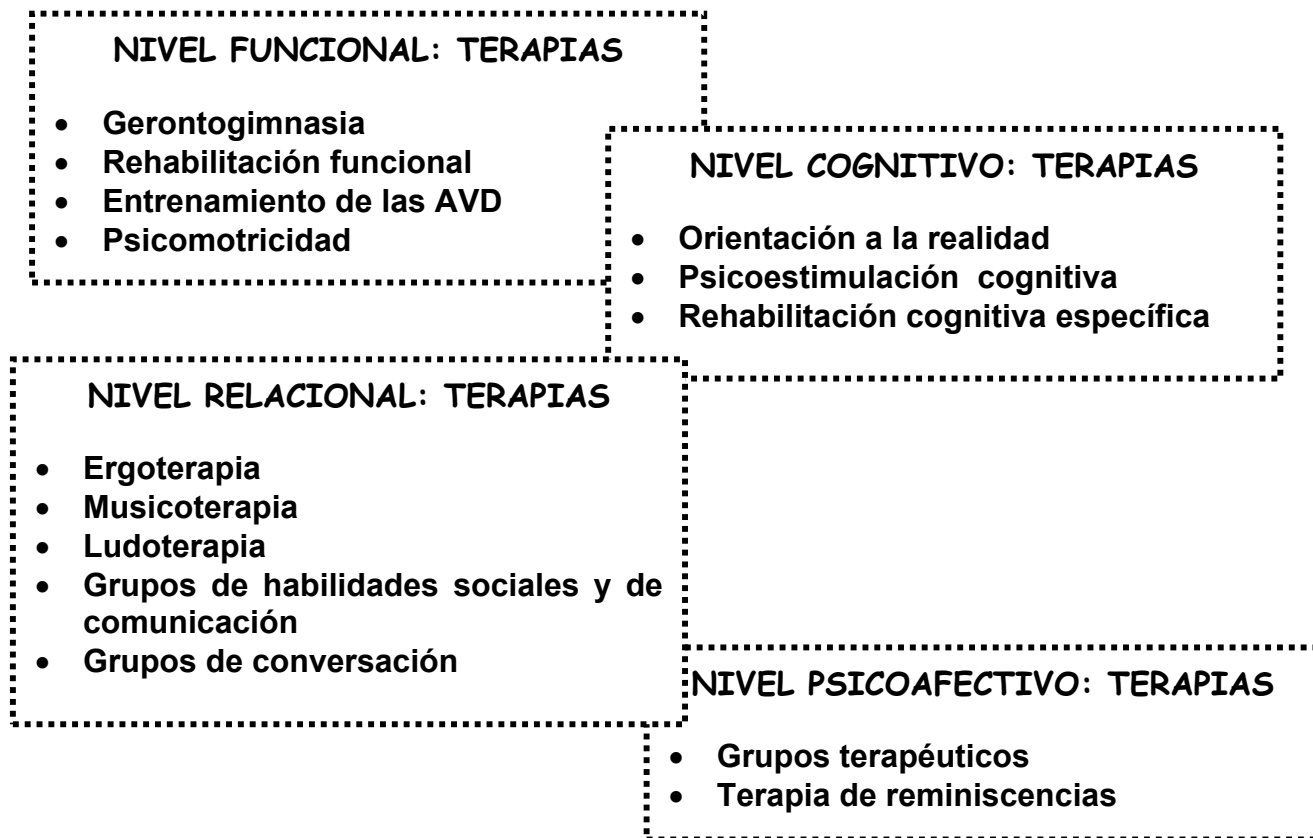 NIVEL FUNCIONAL: TERAPIAS
• Gerontogimnasia
• Rehabilitación funcional
• Entrenamiento de las AVD
• Psicomotricidad
NIVEL COGNITIVO: TERAPIAS
• Orientación a la realidad
• Psicoestimulación cognitiva
• Rehabilitación cognitiva específica
NIVEL RELACIONAL: TERAPIAS
• Ergoterapia
• Musicoterapia
• Ludoterapia
• Grupos de habilidades sociales y de
comunicación
• Grupos de conversación
NIVEL PSICOAFECTIVO: TERAPIAS
• Grupos terapéuticos
• Terapia de reminiscencias